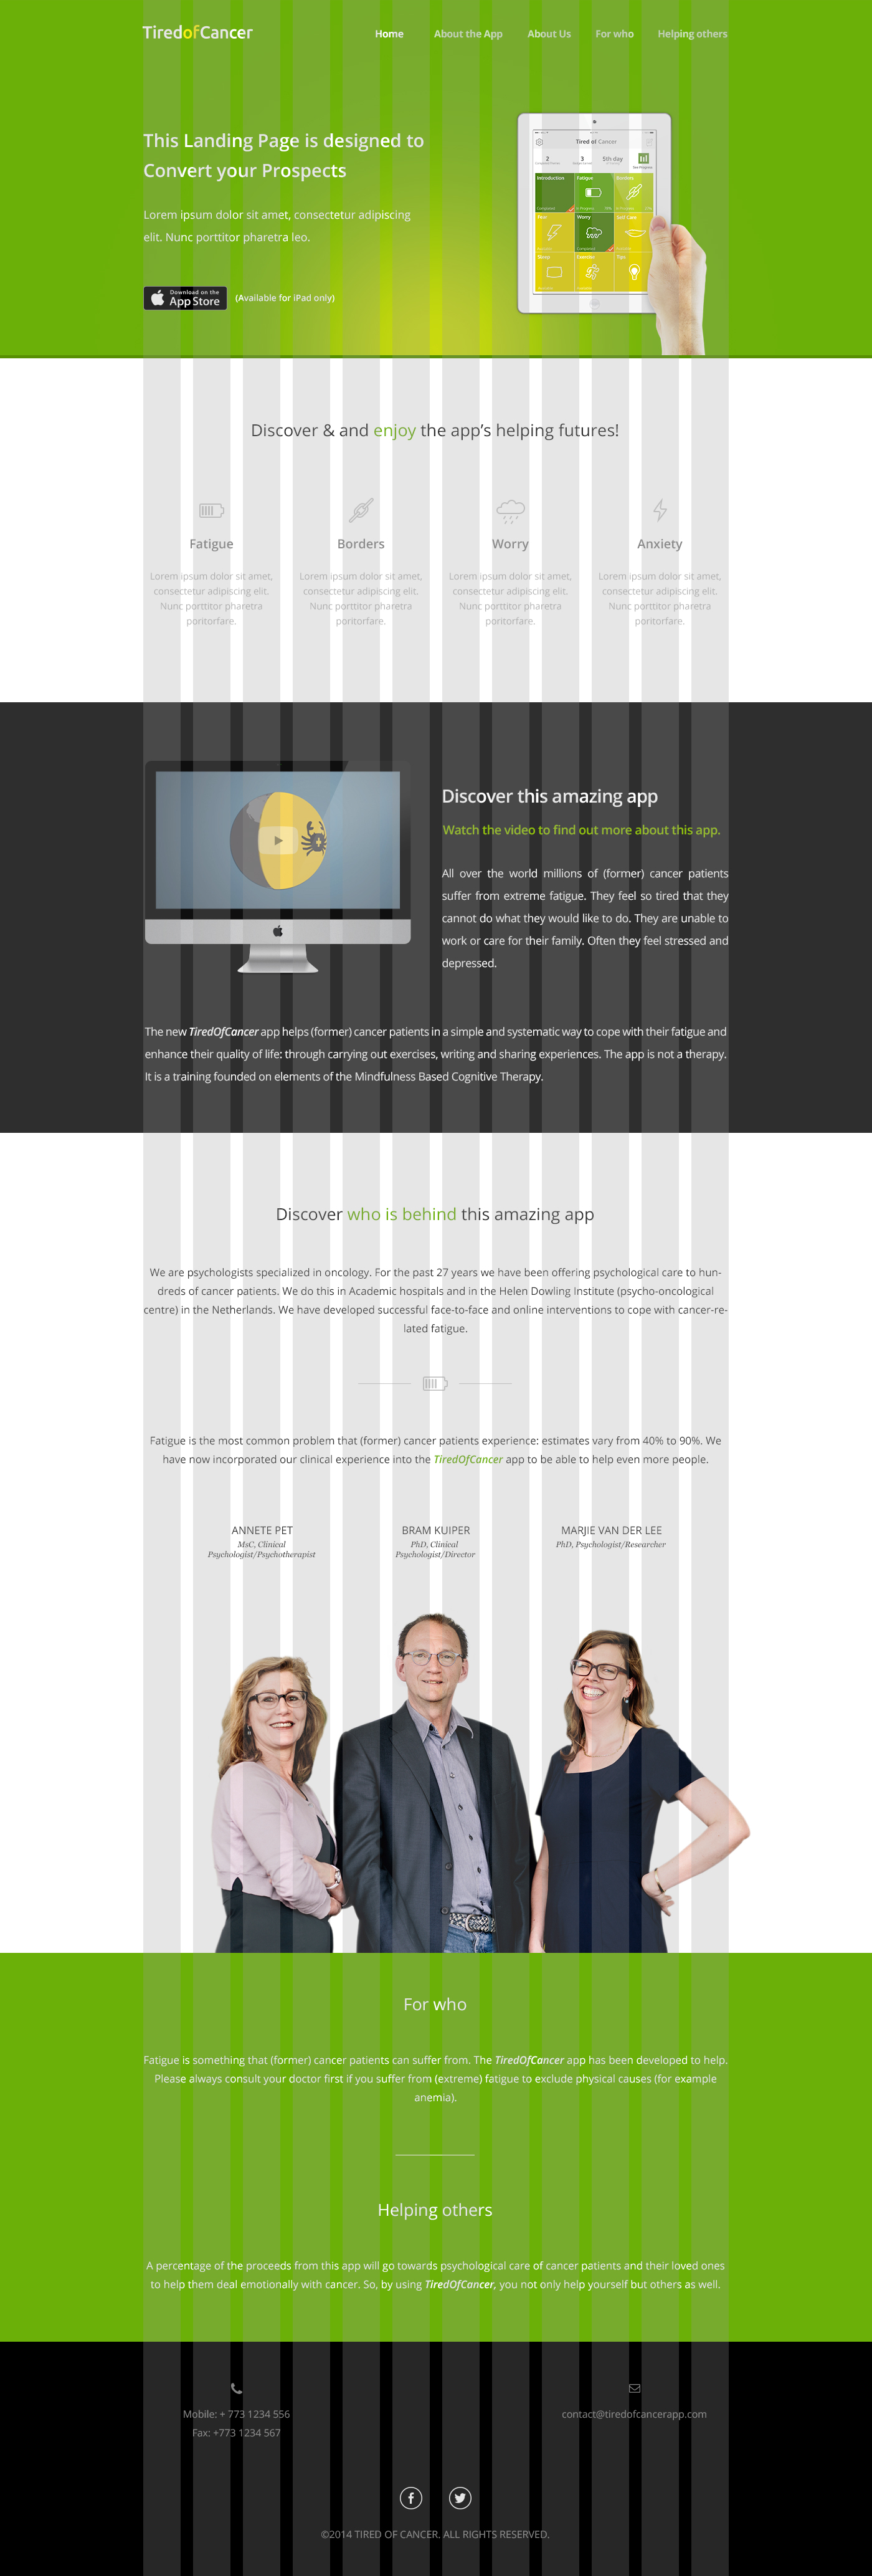 TiredofCancer
Home About the App About Us For who Helping others
This Landing Page is designed to
Convert your Prospects
Lorem ipsum dolor sit amet, consectetur adipiscing
elit. Nunc porttitor pharetra leo.
Download on the
App Store
(Available for iPad only)
Tired of Cancer
2 3 5th day
Introduction Fatigue Borders
Worry
Tips
Discover & and enjoy the app's helping futures!
Fatigue
Lorem ipsum dolor sit amet,
consectetur adipiscing elit.
Nunc porttitor pharetra
poritorfare.
Borders
Lorem ipsum dolor sit amet,
consectetur adipiscing elit.
Nunc porttitor pharetra
poritorfare.
Worry
Lorem ipsum dolor sit amet,
consectetur adipiscing elit.
Nunc porttitor pharetra
poritorfare.
Anxiety
Lorem ipsum dolor sit amet,
consectetur adipiscing elit.
Nunc porttitor pharetra
poritorfare.
Discover this amazing app
Watch the video to find out more about this app.
All over the world millions of (former) cancer patients
suffer from extreme fatigue. They feel so tired that they
cannot do what they would like to do. They are unable to
work or care for their family. Often they feel stressed and
depressed.
The new TiredOfCancer app helps (former) cancer patients in a simple and systematic way to cope with their fatigue and
enhance their quality of life: through carrying out exercises, writing and sharing experiences. The app is not a therapy.
It is a training founded on elements of the Mindfulness Based Cognitive Therapy.
Discover who is behind this amazing app
We are psychologists specialized in oncology. For the past 27 years we have been offering psychological care to hun-
dreds of cancer patients. We do this in Academic hospitals and in the Helen Dowling Institute (psycho-oncological
centre) in the Netherlands. We have developed successful face-to-face and online interventions to cope with cancer-re-
lated fatigue.
Fatigue is the most common problem that (former) cancer patients experience: estimates vary from 40% to 90%. We
have now incorporated our clinical experience into the TiredOfCancer app to be able to help even more people.
ANNETE PET
MsC, Clinical
Psychologist/Psychotherapist
BRAM KUIPER
PhD, Clinical
Psychologist/Director
MARJIE VAN DER LEE
PhD, Psychologist/Researcher
For who
Fatigue is something that (former) cancer patients can suffer from. The TiredOfCancer app has been developed to help.
Please always consult your doctor first if you suffer from (extreme) fatigue to exclude physical causes (for example
anemia).
Helping others
A percentage of the proceeds from this app will go towards psychological care of cancer patients and their loved ones
to help them deal emotionally with cancer. So, by using TiredOfCancer, you not only help yourself but others as well.
Mobile: + 773 1234 556
Fax: +773 1234 567
contact@tiredofcancerapp.com
©2014 TIRED OF CANCER. ALL RIGHTS RESERVED.